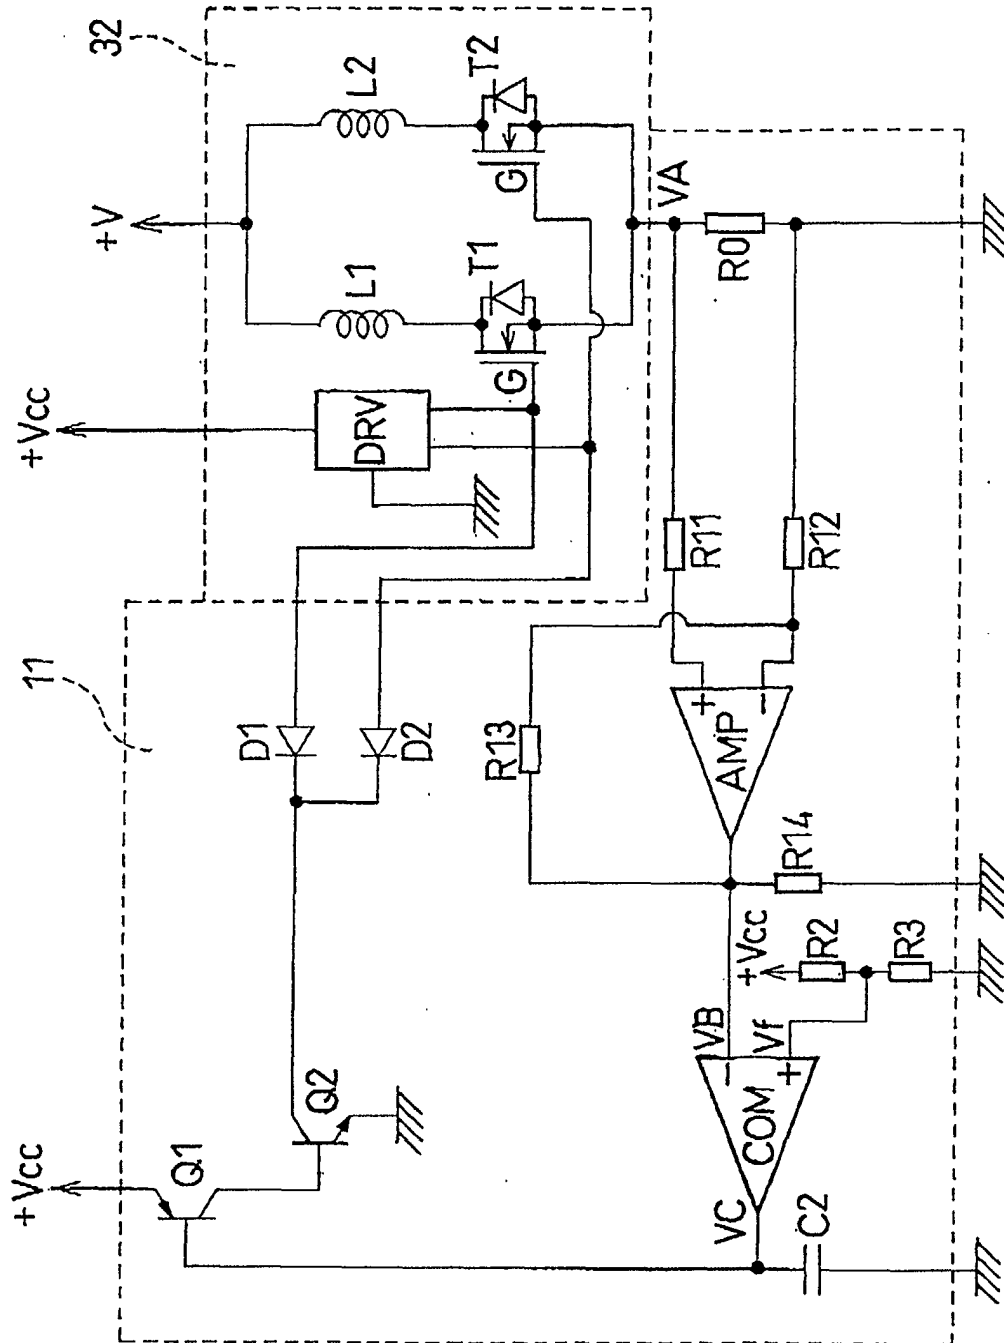 32
+V
L2
T2
G
L1
T1
G
+Vcc
DRV
VA
R0
11
D1
D2
R11
R12
R13
+
−
AMP
R14
+Vcc
R2
R3
VB
Vf
−
+
COM
VC
C2
Q1
Q2
+Vcc